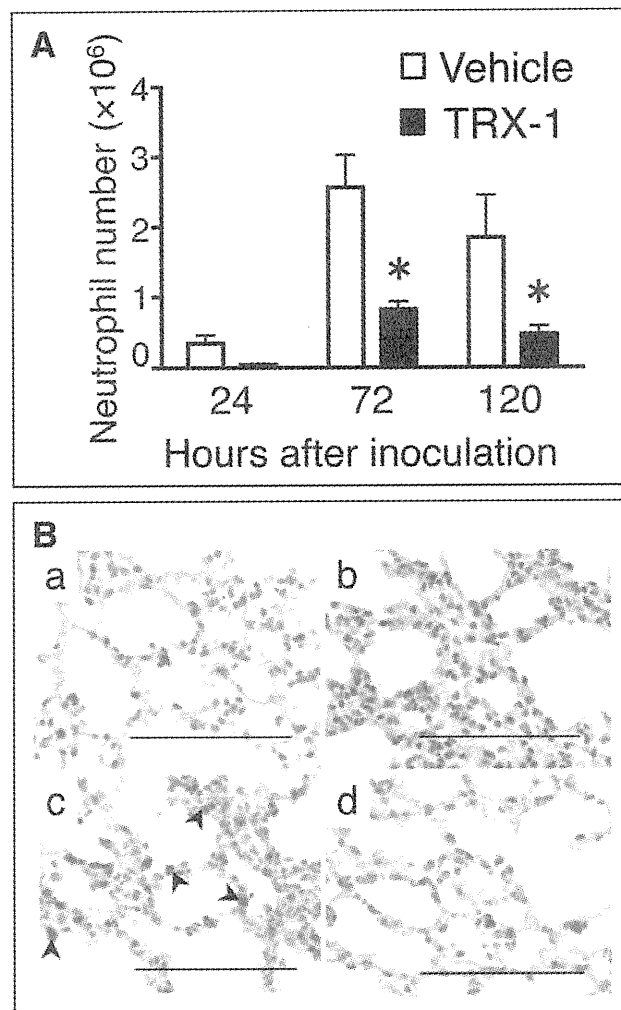 A
Neutrophil number (×10⁶)
4
3
2
1
0
Vehicle
TRX-1
*
*
24 72 120
Hours after inoculation
B
a b
c d